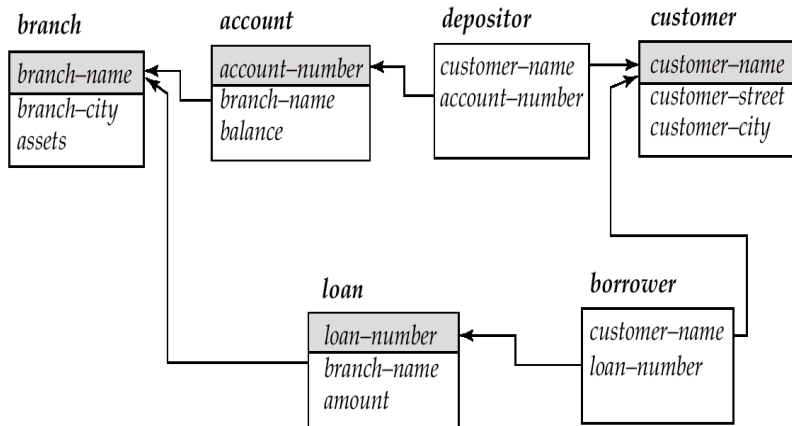 branch
branch–name
branch–city
assets
account
account–number
branch–name
balance
depositor
customer–name
account–number
customer
customer–name
customer–street
customer–city
loan
loan–number
branch–name
amount
borrower
customer–name
loan–number